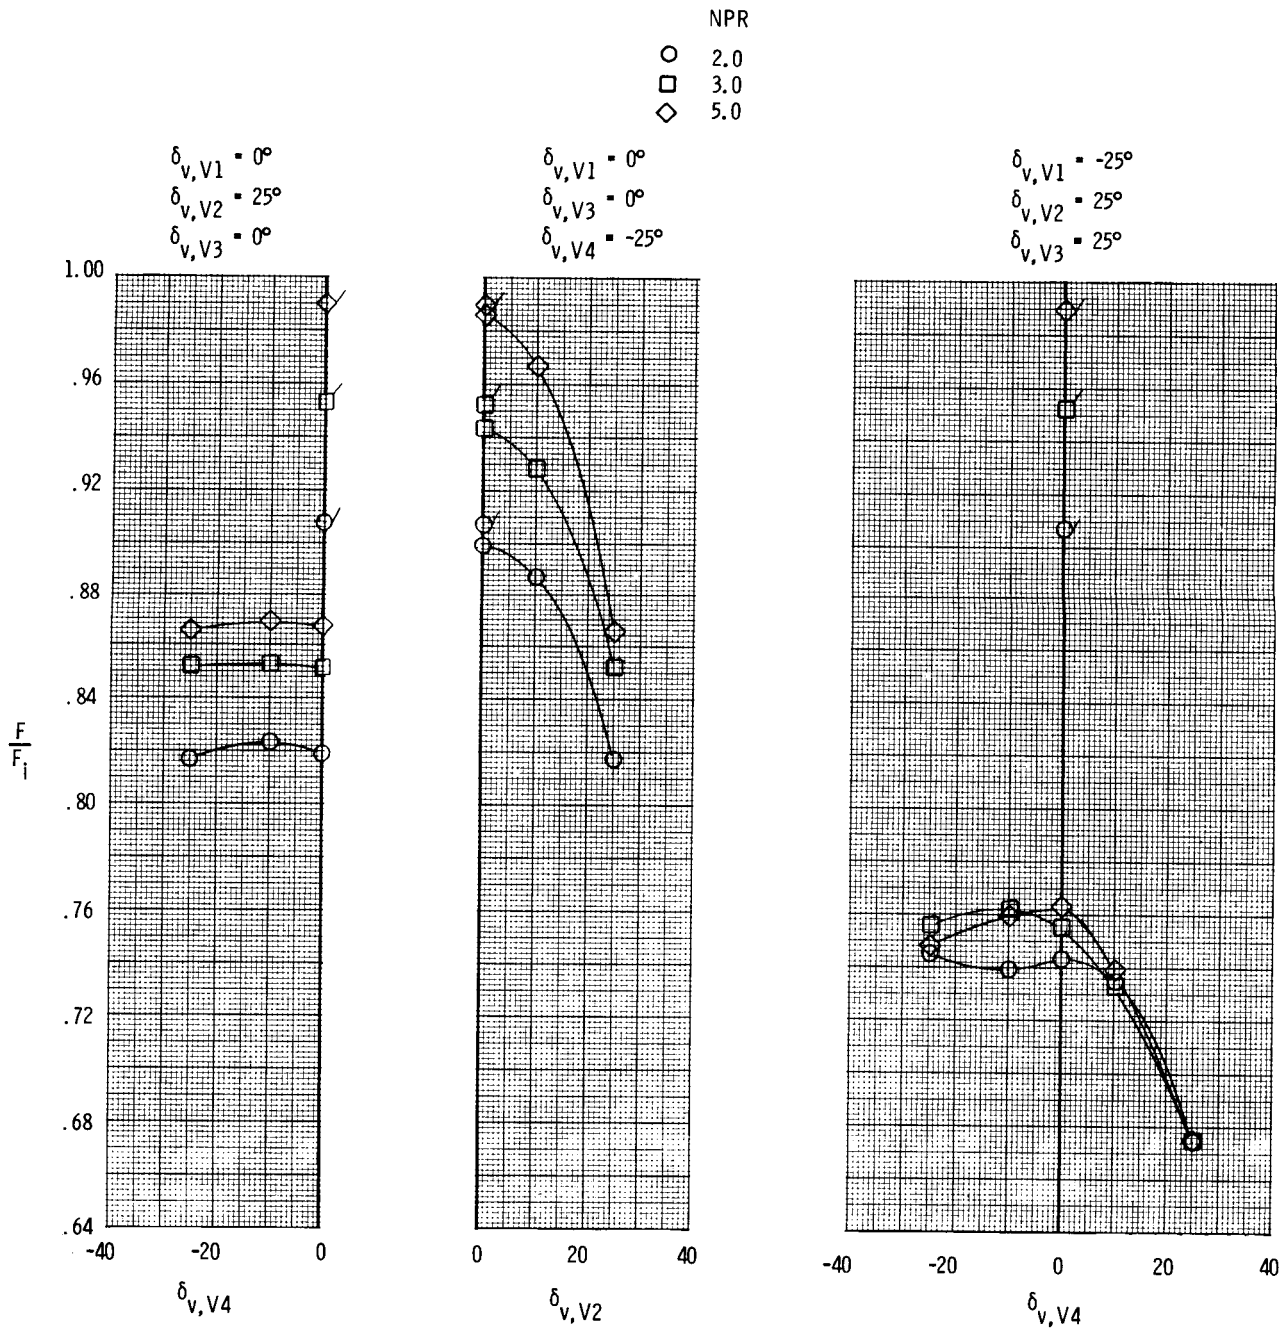 NPR
2.0
3.0
5.0
δv,V1 = 0°
δv,V2 = 25°
δv,V3 = 0°
δv,V1 = 0°
δv,V3 = 0°
δv,V4 = -25°
δv,V1 = -25°
δv,V2 = 25°
δv,V3 = 25°
1.00
.96
.92
.88
.84
.80
.76
.72
.68
.64
F
Fi
-40 -20 0
δv,V4
0 20 40
δv,V2
-40 -20 0 20 40
δv,V4